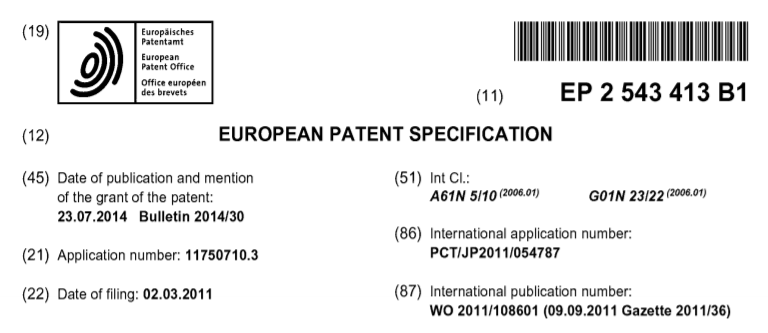 (19)
Europäisches
Patentamt
European
Patent Office
Office européen
des brevets
(11) EP 2 543 413 B1
(12) EUROPEAN PATENT SPECIFICATION
(45) Date of publication and mention
of the grant of the patent:
23.07.2014 Bulletin 2014/30
(21) Application number: 11750710.3
(22) Date of filing: 02.03.2011
(51) Int Cl.:
A61N 5/10 (2006.01) G01N 23/22 (2006.01)
(86) International application number:
PCT/JP2011/054787
(87) International publication number:
WO 2011/108601 (09.09.2011 Gazette 2011/36)